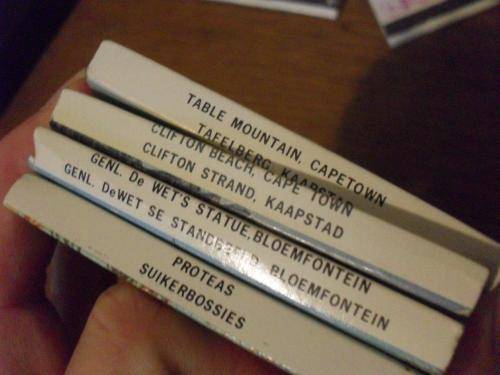 TABLE MOUNTAIN, CAPETOWN
TAFELBERG, KAAPSTAD
CLIFTON BEACH, CAPE TOWN
CLIFTON STRAND, KAAPSTAD
GENL. De WET'S STATUE, BLOEMFONTEIN
GENL. DeWET SE STANDBEELD, BLOEMFONTEIN
PROTEAS
SUIKERBOSSIES